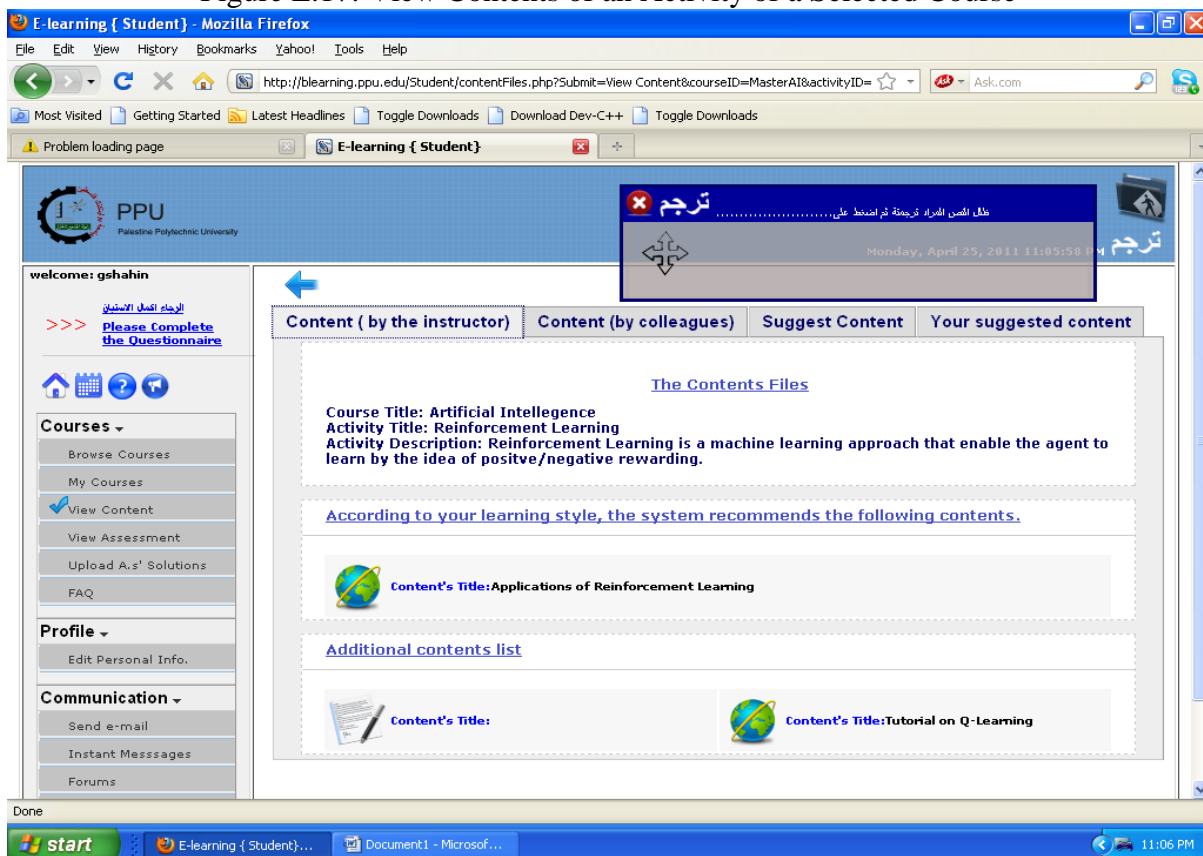 Figure E.17: View Contents of an Activity of a Selected Course
E-learning { Student} - Mozilla Firefox
File Edit View History Bookmarks Yahoo! Tools Help
http://blearning.ppu.edu/Student/contentFiles.php?Submit=View Content&courseID=MasterAI&activityID=
Ask.com
Most Visited Getting Started Latest Headlines Toggle Downloads Download Dev-C++ Toggle Downloads
Problem loading page E-learning { Student}
PPU
Palestine Polytechnic University
ترجم
ظلل النص المراد ترجمتة ثم اضغط على........................
Monday, April 25, 2011 11:05:58 PM
ترجم
welcome: gshahin
الرجاء اكمال الاستبيان
>>> Please Complete
the Questionnaire
Content ( by the instructor) Content (by colleagues) Suggest Content Your suggested content
The Contents Files
Course Title: Artificial Intellegence
Activity Title: Reinforcement Learning
Activity Description: Reinforcement Learning is a machine learning approach that enable the agent to
learn by the idea of positve/negative rewarding.
Courses
Browse Courses
My Courses
View Content
View Assessment
Upload A.s' Solutions
FAQ
According to your learning style, the system recommends the following contents.
Content's Title:Applications of Reinforcement Learning
Profile
Edit Personal Info.
Additional contents list
Content's Title:
Content's Title:Tutorial on Q-Learning
Communication
Send e-mail
Instant Messsages
Forums
Done
start E-learning { Student}... Document1 - Microsof... 11:06 PM